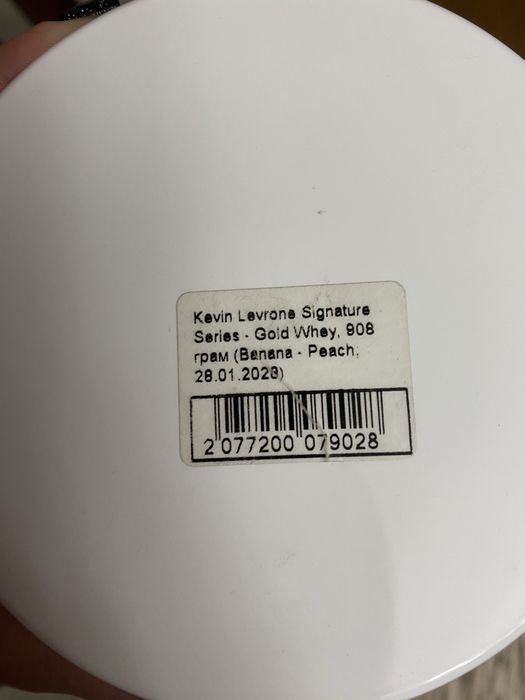 Kevin Levrone Signature
Series - Gold Whey, 908
грам (Banana - Peach;
28.01.2023)
2 077200 079028